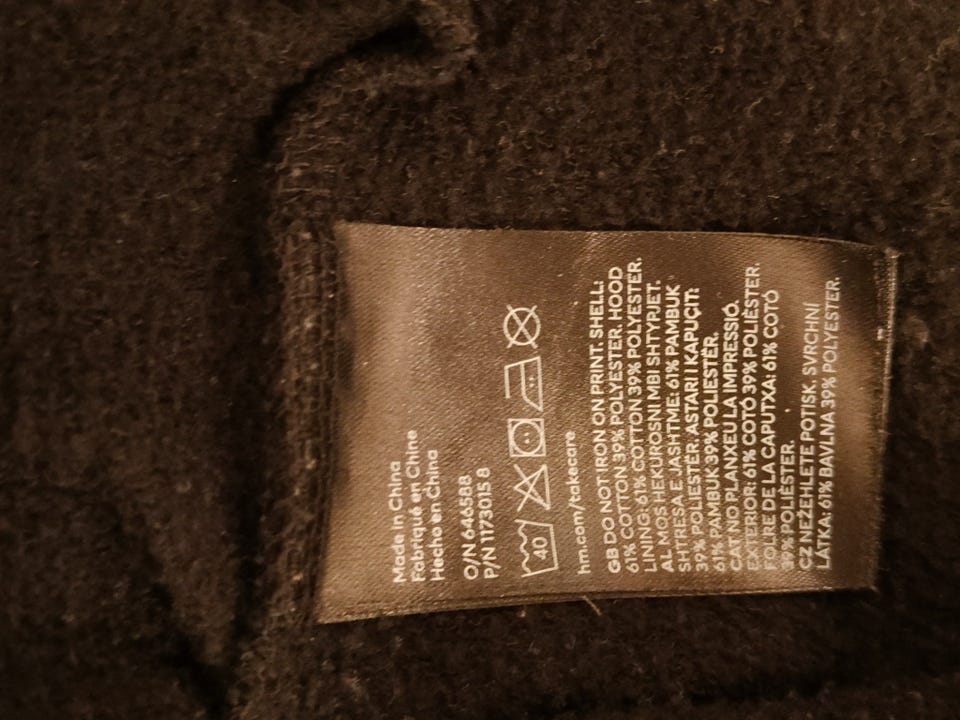 Made in China
Fabriqué en Chine
Hecho en China
O/N 646588
P/N 1173015 8
40
hm.com/takecare
GB DO NOT IRON ON PRINT. SHELL:
61% COTTON 39% POLYESTER. HOOD
LINING: 61% COTTON 39% POLYESTER.
AL MOS HEKUROSNI MBI SHTYPJET.
SHTRESA E JASHTME: 61% PAMBUK
39% POLIESTËR. ASTARI I KAPUÇIT:
61% PAMBUK 39% POLIESTËR.
CAT NO PLANXEU LA IMPRESSIÓ.
EXTERIOR: 61% COTÓ 39% POLIÈSTER.
FOLRE DE LA CAPUTXA: 61% COTÓ
39% POLIÈSTER.
CZ NEŽEHLETE POTISK. SVRCHNÍ
LÁTKA: 61% BAVLNA 39% POLYESTER.